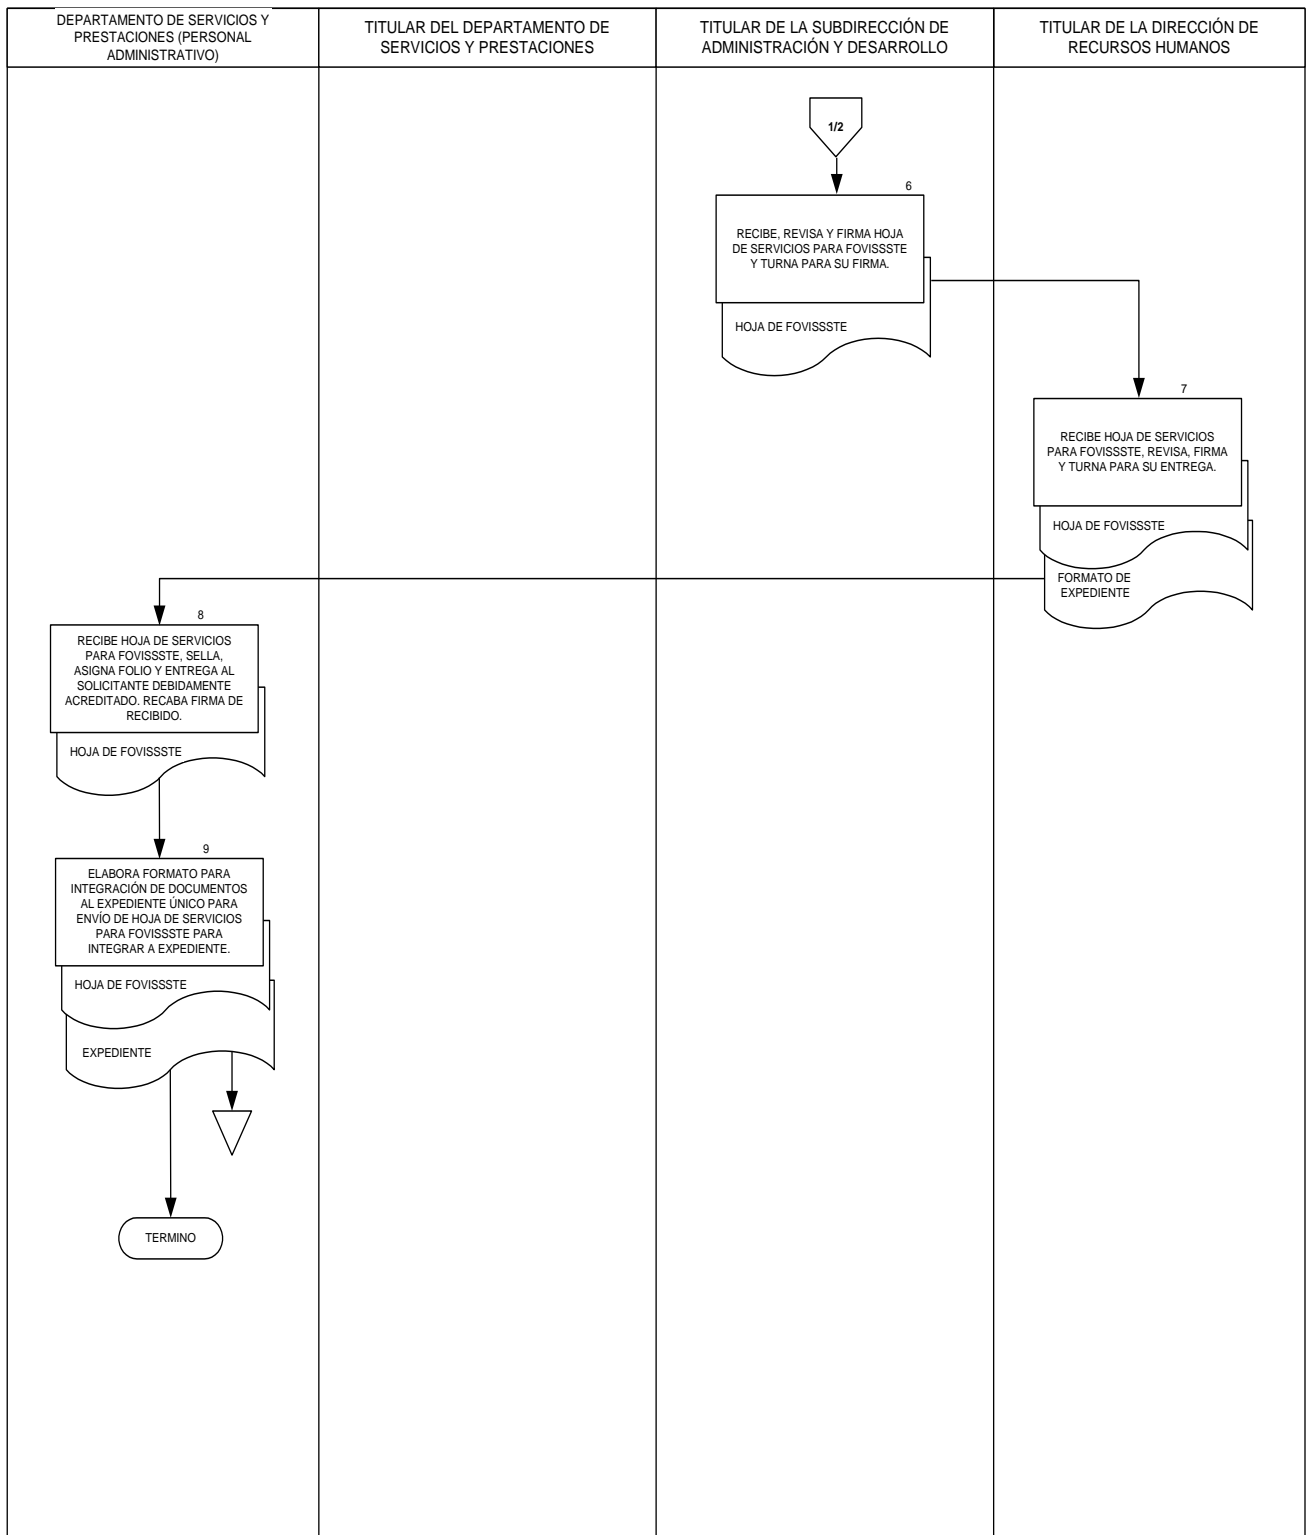 DEPARTAMENTO DE SERVICIOS Y
PRESTACIONES (PERSONAL
ADMINISTRATIVO)
TITULAR DEL DEPARTAMENTO DE
SERVICIOS Y PRESTACIONES
TITULAR DE LA SUBDIRECCIÓN DE
ADMINISTRACIÓN Y DESARROLLO
TITULAR DE LA DIRECCIÓN DE
RECURSOS HUMANOS
1/2
6
RECIBE, REVISA Y FIRMA HOJA
DE SERVICIOS PARA FOVISSSTE
Y TURNA PARA SU FIRMA.
HOJA DE FOVISSSTE
7
RECIBE HOJA DE SERVICIOS
PARA FOVISSSTE, REVISA, FIRMA
Y TURNA PARA SU ENTREGA.
HOJA DE FOVISSSTE
FORMATO DE
EXPEDIENTE
8
RECIBE HOJA DE SERVICIOS
PARA FOVISSSTE, SELLA,
ASIGNA FOLIO Y ENTREGA AL
SOLICITANTE DEBIDAMENTE
ACREDITADO. RECABA FIRMA DE
RECIBIDO.
HOJA DE FOVISSSTE
9
ELABORA FORMATO PARA
INTEGRACIÓN DE DOCUMENTOS
AL EXPEDIENTE ÚNICO PARA
ENVÍO DE HOJA DE SERVICIOS
PARA FOVISSSTE PARA
INTEGRAR A EXPEDIENTE.
HOJA DE FOVISSSTE
EXPEDIENTE
TERMINO